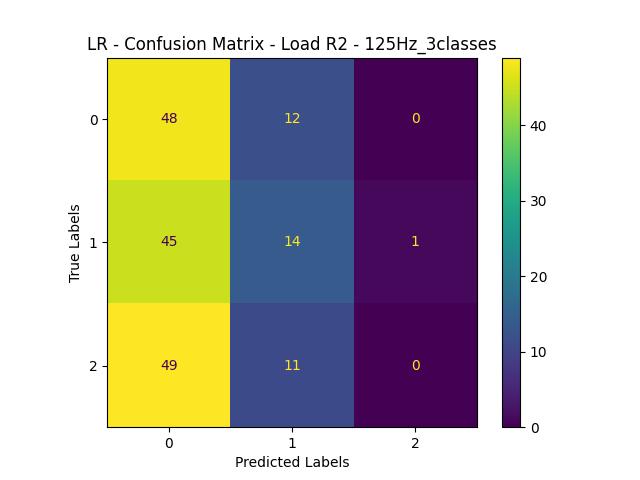 LR - Confusion Matrix - Load R2 - 125Hz_3classes
0 48 12 0
1 45 14 1
2 49 11 0
0 1 2
True Labels
Predicted Labels
40
30
20
10
0